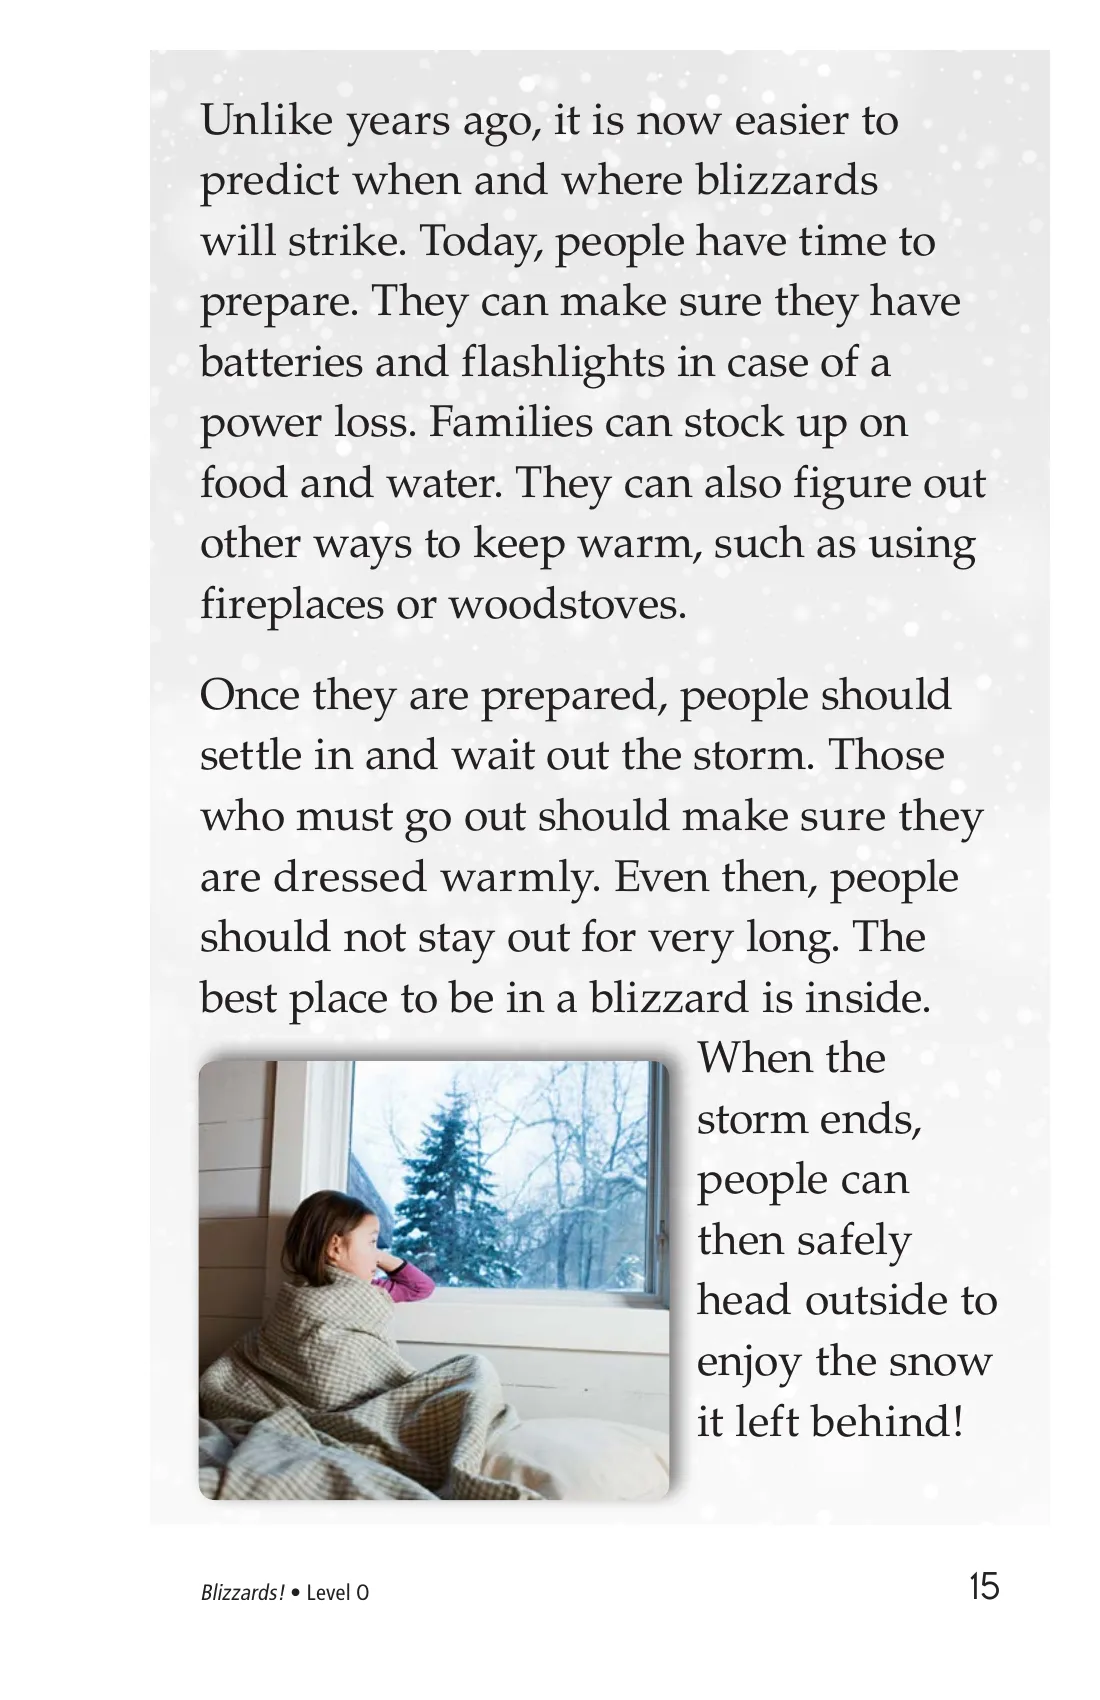 Unlike years ago, it is now easier to
predict when and where blizzards
will strike. Today, people have time to
prepare. They can make sure they have
batteries and flashlights in case of a
power loss. Families can stock up on
food and water. They can also figure out
other ways to keep warm, such as using
fireplaces or woodstoves.
Once they are prepared, people should
settle in and wait out the storm. Those
who must go out should make sure they
are dressed warmly. Even then, people
should not stay out for very long. The
best place to be in a blizzard is inside.
When the
storm ends,
people can
then safely
head outside to
enjoy the snow
it left behind!
Blizzards! • Level O
15